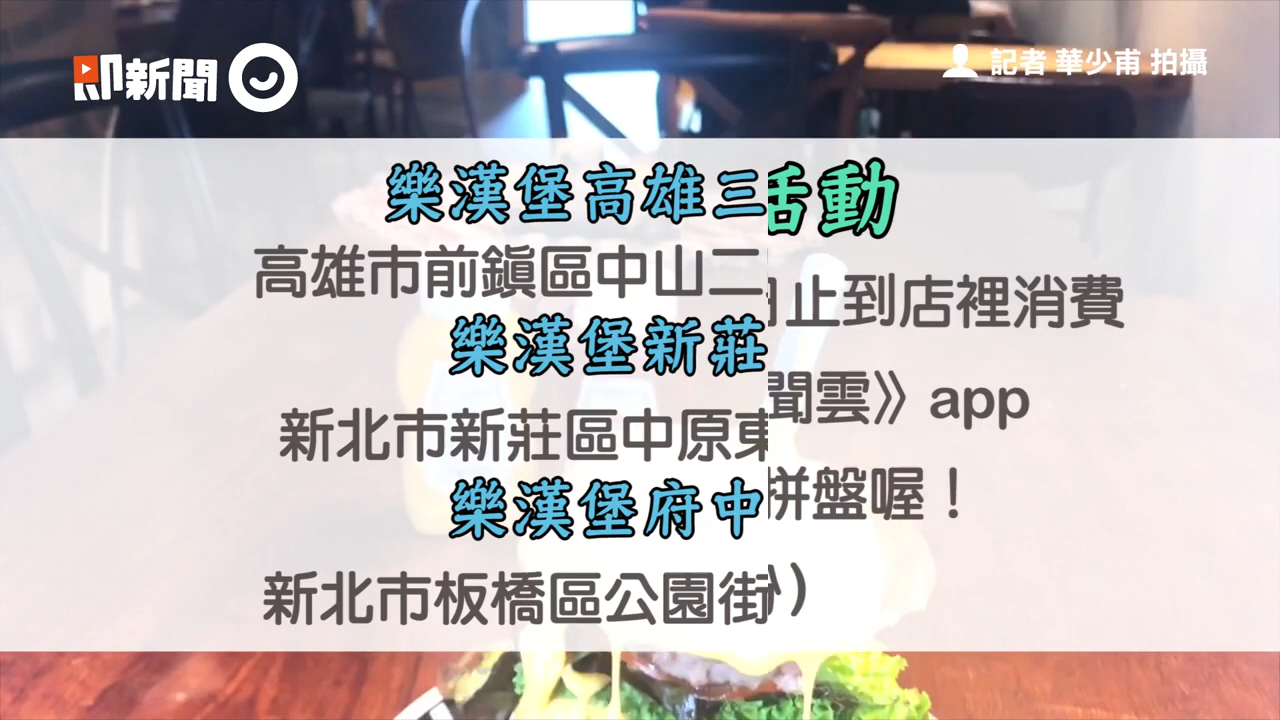 即新聞
記者 華少甫 拍攝
樂漢堡高雄三
活動
高雄市前鎮區中山二
止到店裡消費
樂漢堡新莊
聞雲》app
新北市新莊區中原東
拼盤喔！
樂漢堡府中
新北市板橋區公園街
）